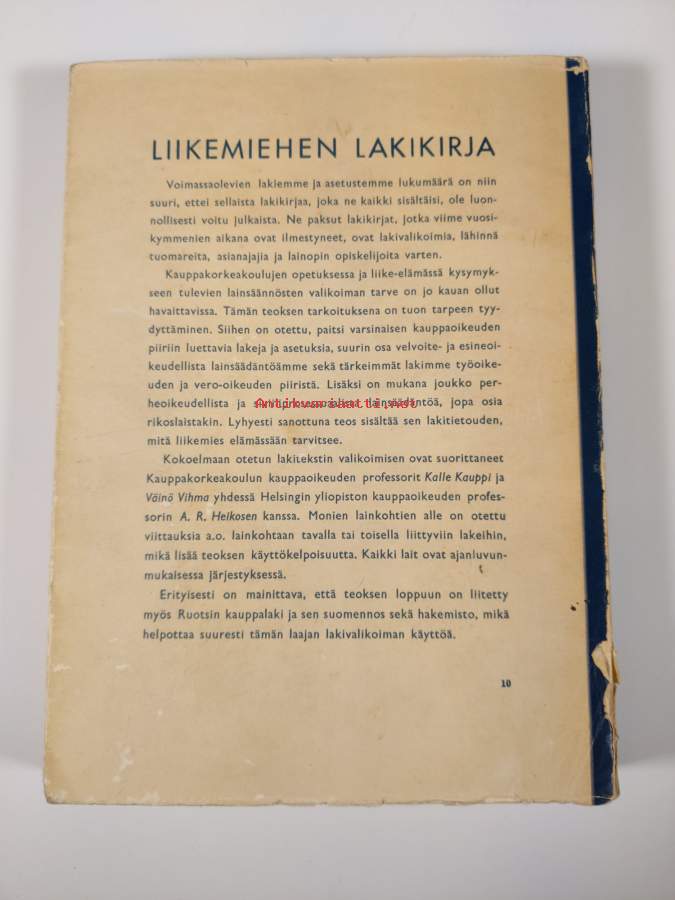 LIIKEMIEHEN LAKIKIRJA
Voimassaolevien lakiemme ja asetustemme lukumäärä on niin
suuri, ettei sellaista lakikirjaa, joka ne kaikki sisältäisi, ole luon-
nollisesti voitu julkaista. Ne paksut lakikirjat, jotka viime vuosi-
kymmenien aikana ovat ilmestyneet, ovat lakivalikoimia, lähinnä
tuomareita, asianajajia ja lainopin opiskelijoita varten.
Kauppakorkeakoulujen opetuksessa ja liike-elämässä kysymyk-
seen tulevien lainsäännösten valikoiman tarve on jo kauan ollut
havaittavissa. Tämän teoksen tarkoituksena on tuon tarpeen tyy-
dyttäminen. Siihen on otettu, paitsi varsinaisen kauppaoikeuden
piiriin luettavia lakeja ja asetuksia, suurin osa velvoite- ja esineoi-
keudellista lainsäädäntöämme sekä tärkeimmät lakimme työoike-
uden ja vero-oikeuden piiristä. Lisäksi on mukana joukko per-
heoikeudellista ja lainsäädäntöä, jopa osia
Antikvariaatti.net
rikoslaistakin. Lyhyesti sanottuna teos sisältää sen lakitietouden,
mitä liikemies elämässään tarvitsee.
Kokoelmaan otetun lakitekstin valikoimisen ovat suorittaneet
Kauppakorkeakoulun kauppaoikeuden professorit Kalle Kauppi ja
Väinö Vihma yhdessä Helsingin yliopiston kauppaoikeuden profes-
sorin A. R. Heikosen kanssa. Monien lainkohtien alle on otettu
viittauksia a.o. lainkohtaan tavalla tai toisella liittyviin lakeihin,
mikä lisää teoksen käyttökelpoisuutta. Kaikki lait ovat ajanluvun-
mukaisessa järjestyksessä.
Erityisesti on mainittava, että teoksen loppuun on liitetty
myös Ruotsin kauppalaki ja sen suomennos sekä hakemisto, mikä
helpottaa suuresti tämän laajan lakivalikoiman käyttöä.
10